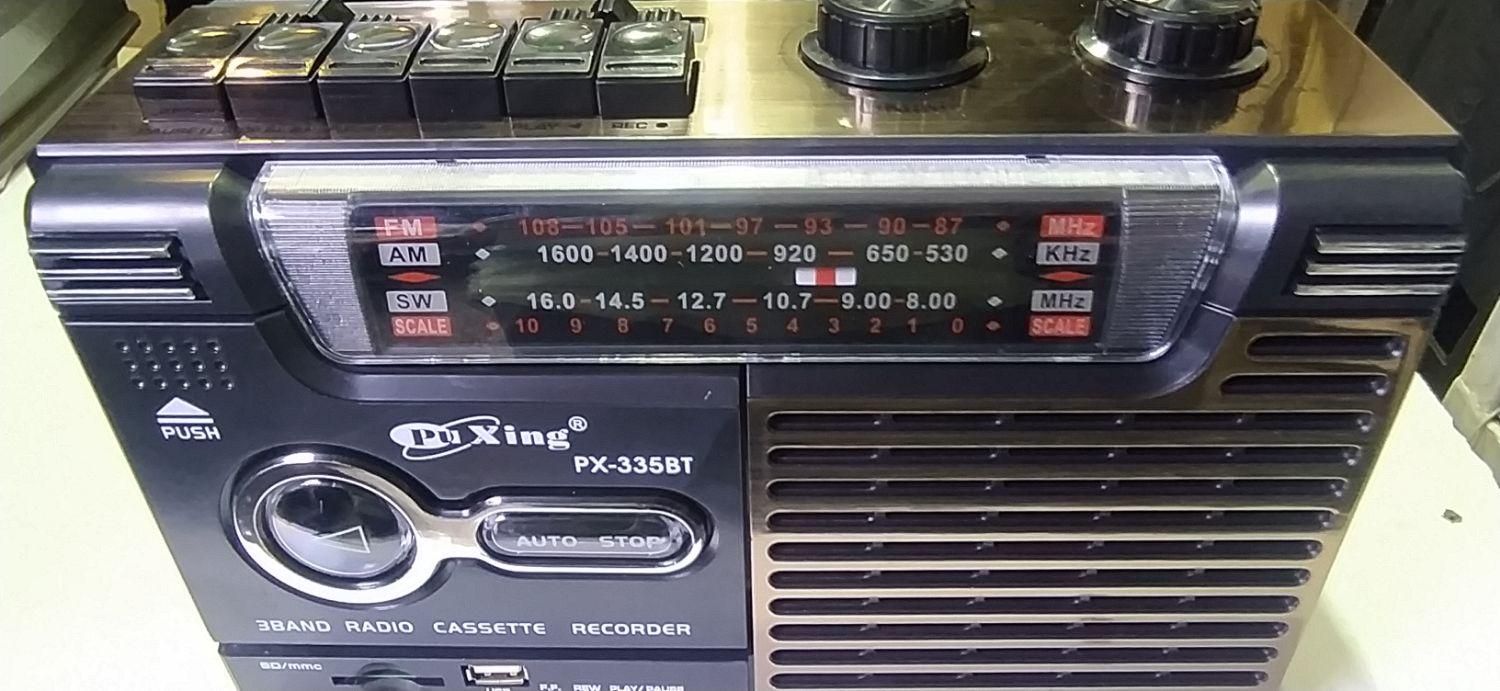 PLAY ◄ REC ●
FM 108 105 101 97 93 90 87 MHz
AM 1600 1400 1200 920 650 530 KHz
SW 16.0 14.5 12.7 10.7 9.00 8.00 MHz
SCALE 10 9 8 7 6 5 4 3 2 1 0 SCALE
PUSH
PuXing®
PX-335BT
AUTO STOP
3BAND RADIO CASSETTE RECORDER
SD/mmc
USB F.F. REW PLAY/PAUSE